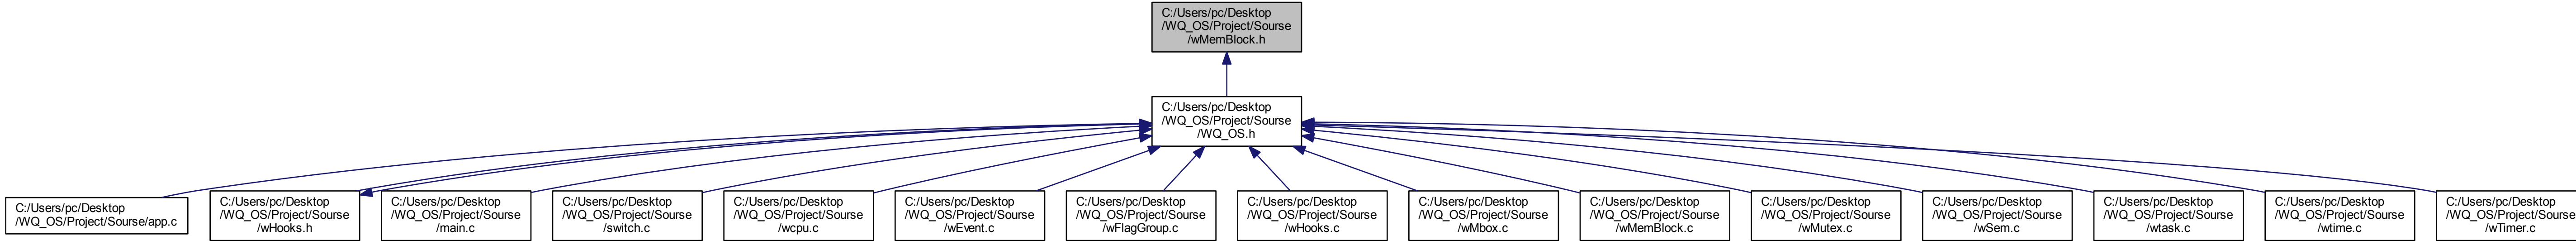 C:/Users/pc/Desktop
/WQ_OS/Project/Sourse
/wMemBlock.h
C:/Users/pc/Desktop
/WQ_OS/Project/Sourse
/WQ_OS.h
C:/Users/pc/Desktop
/WQ_OS/Project/Sourse/app.c
C:/Users/pc/Desktop
/WQ_OS/Project/Sourse
/wHooks.h
C:/Users/pc/Desktop
/WQ_OS/Project/Sourse
/main.c
C:/Users/pc/Desktop
/WQ_OS/Project/Sourse
/switch.c
C:/Users/pc/Desktop
/WQ_OS/Project/Sourse
/wcpu.c
C:/Users/pc/Desktop
/WQ_OS/Project/Sourse
/wEvent.c
C:/Users/pc/Desktop
/WQ_OS/Project/Sourse
/wFlagGroup.c
C:/Users/pc/Desktop
/WQ_OS/Project/Sourse
/wHooks.c
C:/Users/pc/Desktop
/WQ_OS/Project/Sourse
/wMbox.c
C:/Users/pc/Desktop
/WQ_OS/Project/Sourse
/wMemBlock.c
C:/Users/pc/Desktop
/WQ_OS/Project/Sourse
/wMutex.c
C:/Users/pc/Desktop
/WQ_OS/Project/Sourse
/wSem.c
C:/Users/pc/Desktop
/WQ_OS/Project/Sourse
/wtask.c
C:/Users/pc/Desktop
/WQ_OS/Project/Sourse
/wtime.c
C:/Users/pc/Desktop
/WQ_OS/Project/Sourse
/wTimer.c